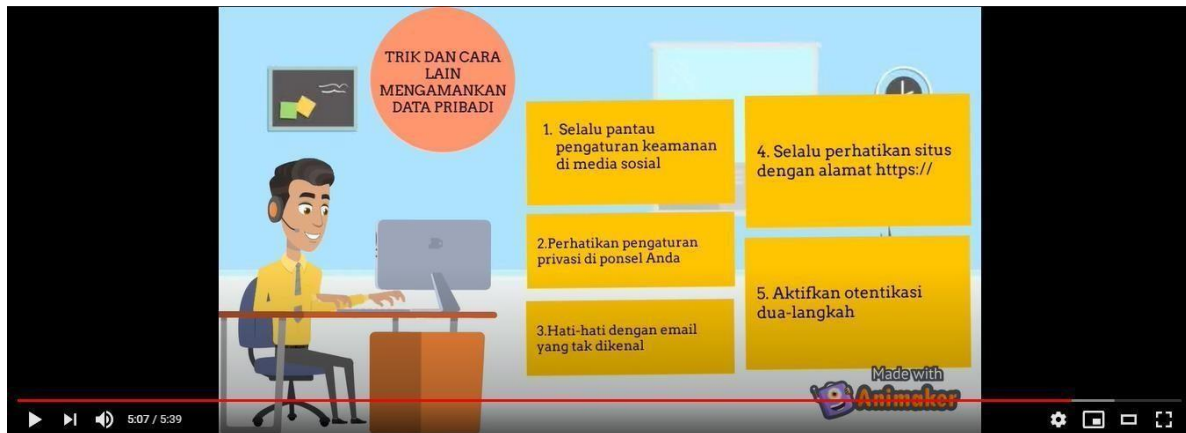 TRIK DAN CARA
LAIN
MENGAMANKAN
DATA PRIBADI
1. Selalu pantau
pengaturan keamanan
di media sosial
2.Perhatikan pengaturan
privasi di ponsel Anda
3.Hati-hati dengan email
yang tak dikenal
4. Selalu perhatikan situs
dengan alamat https://
5. Aktifkan otentikasi
dua-langkah
Made with
Animaker
5:07 / 5:39